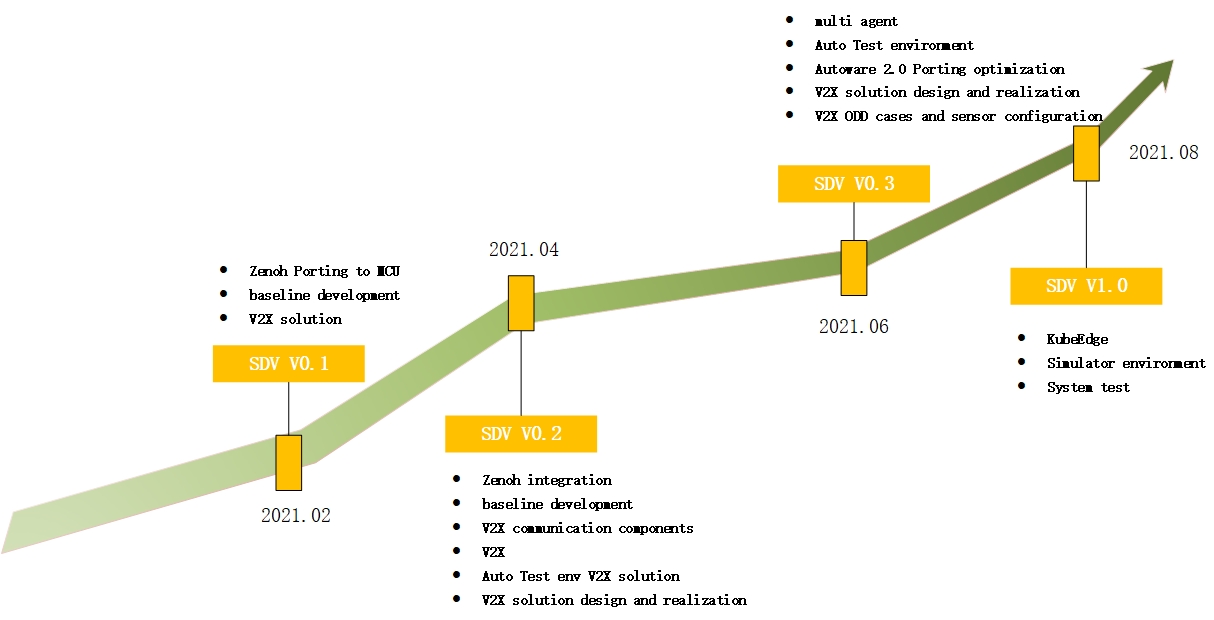 ● Zenoh Porting to MCU
● baseline development
● V2X solution
SDV V0.1
2021.02
2021.04
SDV V0.2
● Zenoh integration
● baseline development
● V2X communication components
● V2X
● Auto Test env V2X solution
● V2X solution design and realization
● multi agent
● Auto Test environment
● Autoware 2.0 Porting optimization
● V2X solution design and realization
● V2X ODD cases and sensor configuration
SDV V0.3
2021.06
2021.08
SDV V1.0
● KubeEdge
● Simulator environment
● System test